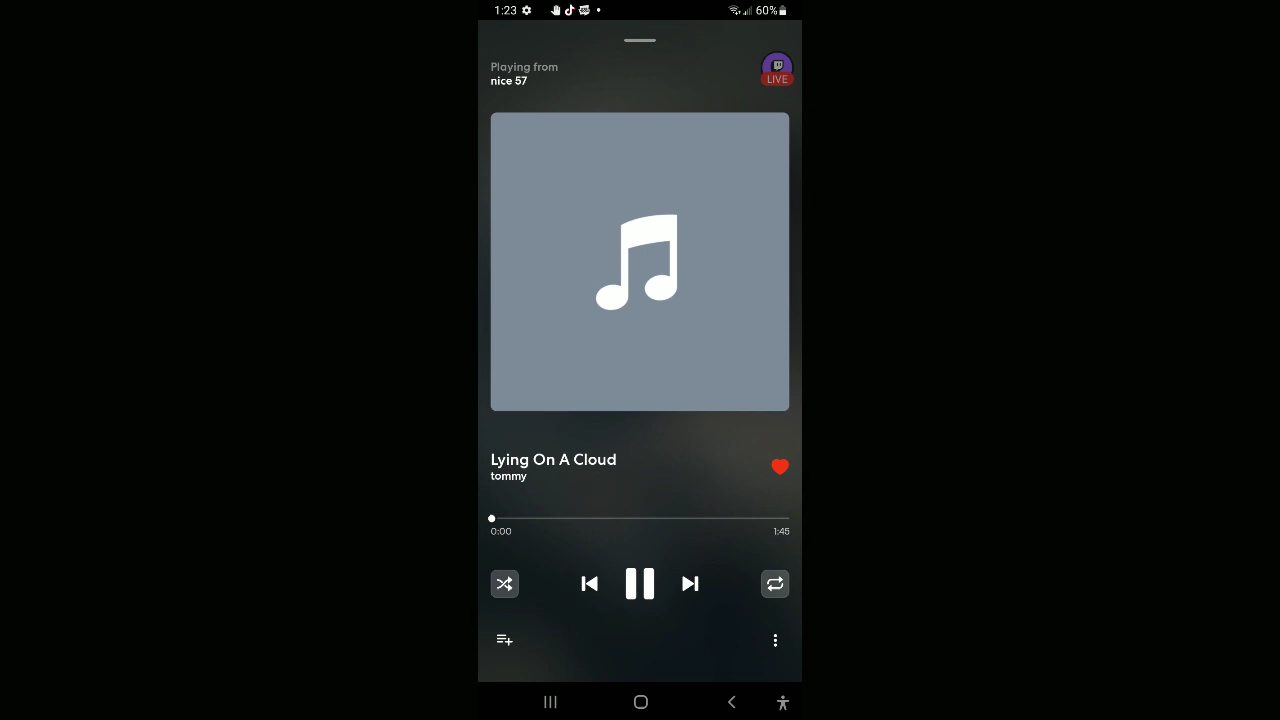 1:23
60%
Playing from
nice 57
LIVE
Lying On A Cloud
tommy
0:00
1:45